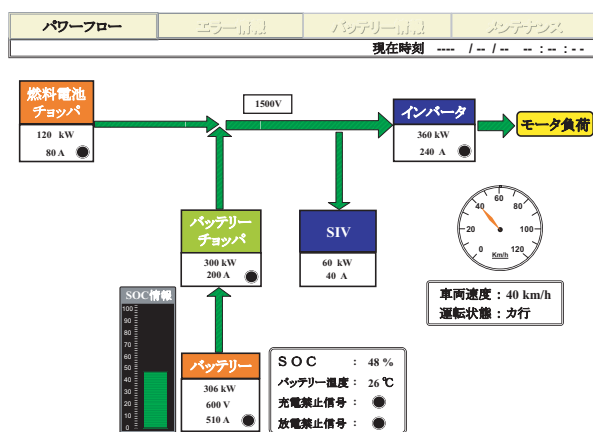 パワーフロー
エラー情報
バッテリー情報
メンテナンス
現在時刻 ---- / -- / -- -- : -- : - -
燃料電池
チョッパ
120 kW
80 A
1500V
インバータ
360 kW
240 A
モータ負荷
バッテリー
チョッパ
300 kW
200 A
SIV
60 kW
40 A
0
20
40
60
80
100
120
Km/h
車両速度 : 40 km/h
運転状態 : 力行
SOC情報
100
90
80
70
60
50
40
30
20
10
0
バッテリー
306 kW
600 V
510 A
SOC : 48 %
バッテリー温度 : 26 ℃
充電禁止信号 :
放電禁止信号 :